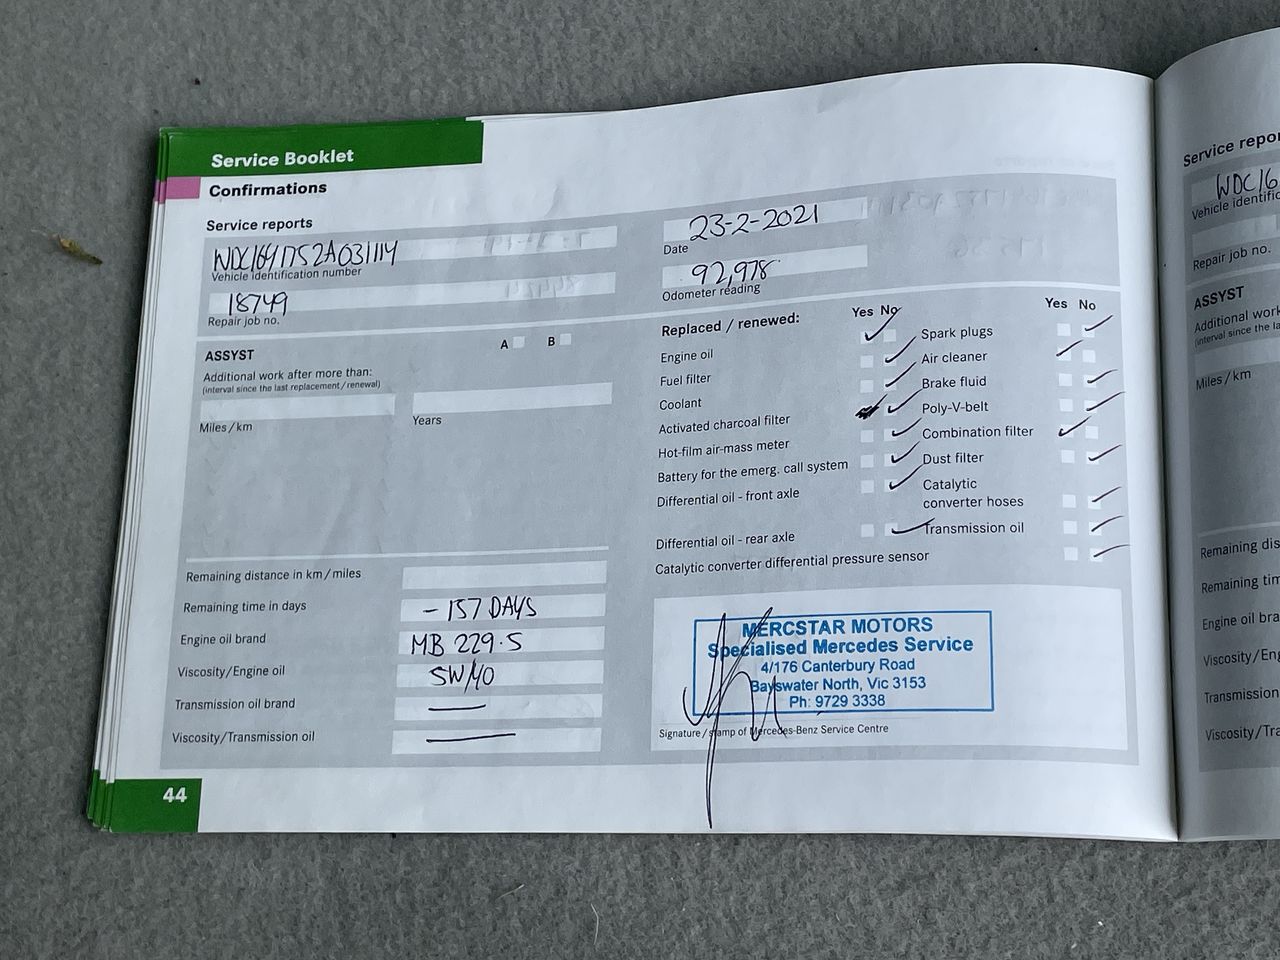 Service Booklet
Confirmations
Service reports
WDC1641752A031114
Vehicle identification number
18749
Repair job no.
23-2-2021
Date
92,978
Odometer reading
ASSYST
A B
Additional work after more than:
(interval since the last replacement/renewal)
Miles/km
Years
Remaining distance in km/miles
Remaining time in days - 157 DAYS
Engine oil brand MB 229.5
Viscosity/Engine oil 5W/40
Transmission oil brand —
Viscosity/Transmission oil —
Replaced / renewed: Yes No
Engine oil
Fuel filter
Coolant
Activated charcoal filter
Hot-film air-mass meter
Battery for the emerg. call system
Differential oil - front axle
Differential oil - rear axle
Catalytic converter differential pressure sensor
Yes No
Spark plugs
Air cleaner
Brake fluid
Poly-V-belt
Combination filter
Dust filter
Catalytic
converter hoses
Transmission oil
MERCSTAR MOTORS
Specialised Mercedes Service
4/176 Canterbury Road
Bayswater North, Vic 3153
Ph: 9729 3338
Signature/stamp of Mercedes-Benz Service Centre
44
Service repor
WDC16
Vehicle identific
Repair job no.
ASSYST
Additional work
(interval since the la
Miles/km
Remaining dis
Remaining tim
Engine oil bra
Viscosity/Eng
Transmission
Viscosity/Tra